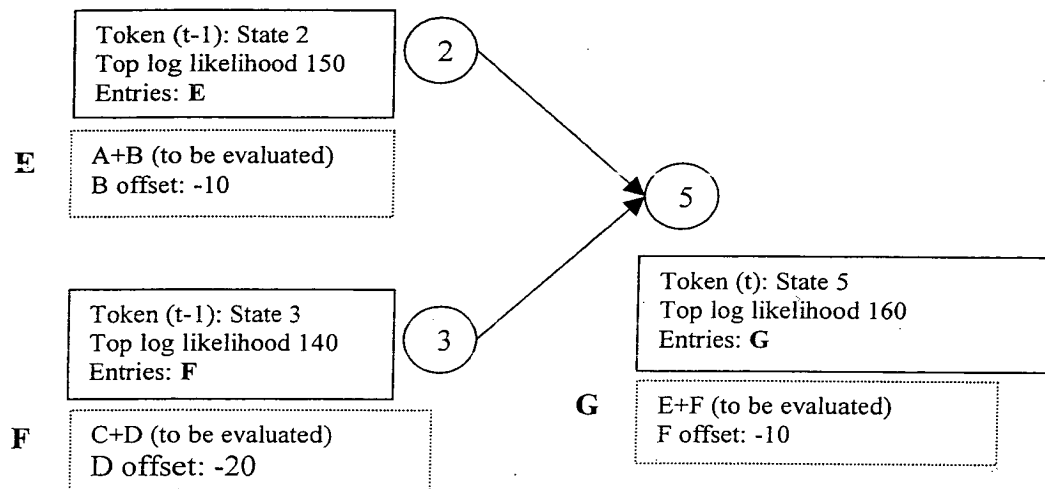 Token (t-1): State 2
Top log likelihood 150
Entries: E
2
E
A+B (to be evaluated)
B offset: -10
5
Token (t-1): State 3
Top log likelihood 140
Entries: F
3
Token (t): State 5
Top log likelihood 160
Entries: G
F
C+D (to be evaluated)
D offset: -20
G
E+F (to be evaluated)
F offset: -10